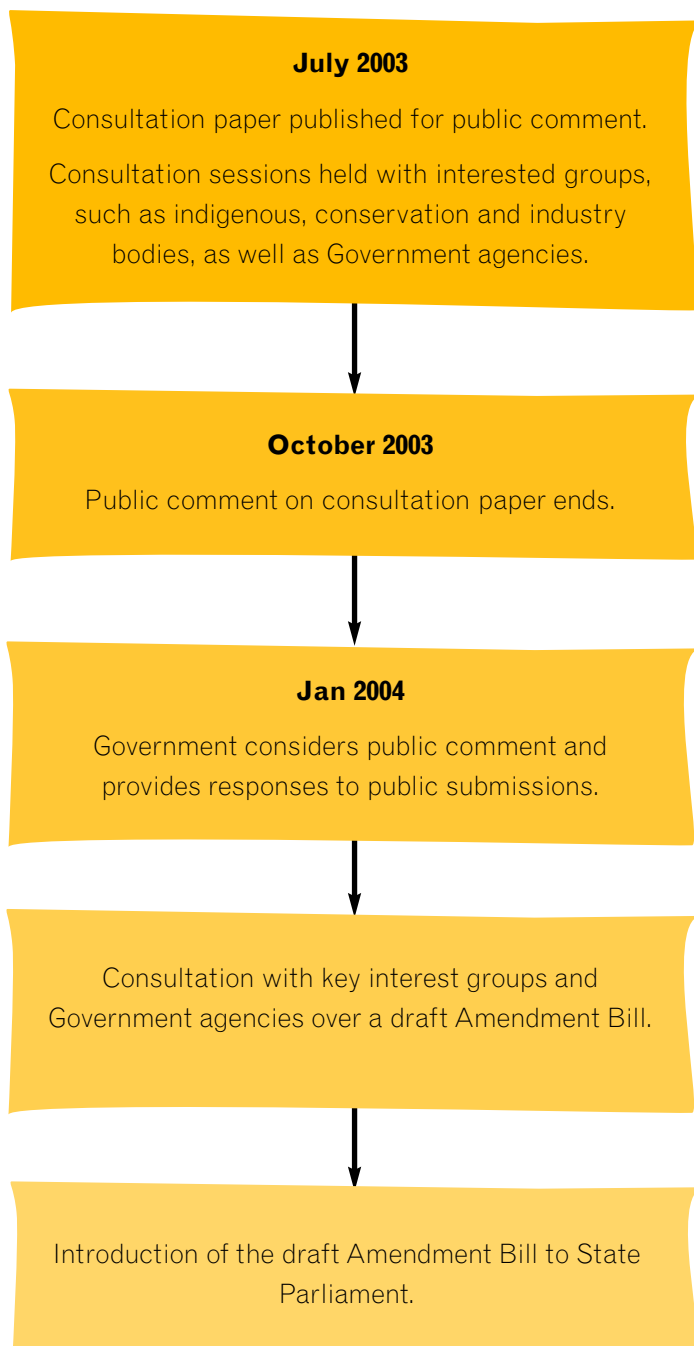 July 2003
Consultation paper published for public comment.
Consultation sessions held with interested groups,
such as indigenous, conservation and industry
bodies, as well as Government agencies.
October 2003
Public comment on consultation paper ends.
Jan 2004
Government considers public comment and
provides responses to public submissions.
Consultation with key interest groups and
Government agencies over a draft Amendment Bill.
Introduction of the draft Amendment Bill to State
Parliament.